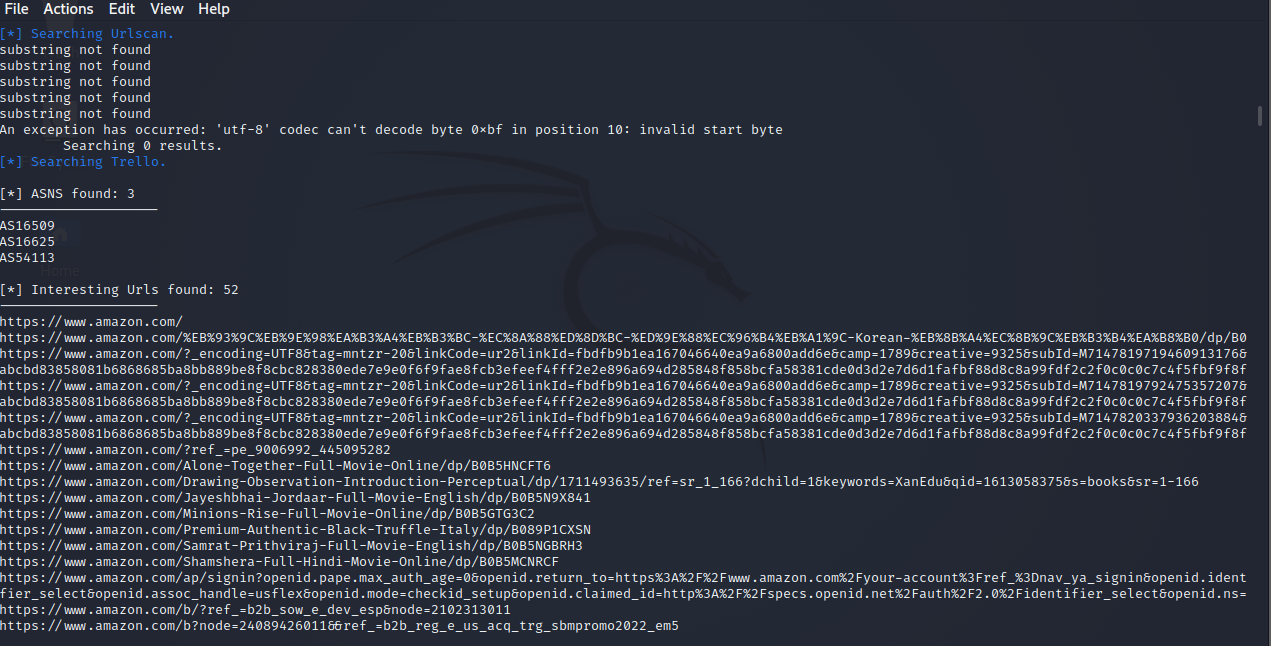 File Actions Edit View Help
[*] Searching Urlscan.
substring not found
substring not found
substring not found
substring not found
substring not found
An exception has occurred: 'utf-8' codec can't decode byte 0×bf in position 10: invalid start byte
Searching 0 results.
[*] Searching Trello.
[*] ASNS found: 3
AS16509
AS16625
AS54113
Home
[*] Interesting Urls found: 52
https://www.amazon.com/
https://www.amazon.com/%EB%93%9C%EB%9E%98%EA%B3%A4%EB%B3%BC-%EC%8A%88%ED%8D%BC-%ED%9E%88%EC%96%B4%EB%A1%9C-Korean-%EB%8B%A4%EC%8B%9C%EB%B3%B4%EA%B8%B0/dp/B0
https://www.amazon.com/?_encoding=UTF8&tag=mntzr-20&linkCode=ur2&linkId=fbdfb9b1ea167046640ea9a6800add6e&camp=1789&creative=9325&subId=M7147819719460913176&
abcbd83858081b6868685ba8bb889be8f8cbc828380ede7e9e0f6f9fae8fcb3efeef4fff2e2e896a694d285848f858bcfa58381cde0d3d2e7d6d1fafbf88d8c8a99fdf2c2f0c0c0c7c4f5fbf9f8f
https://www.amazon.com/?_encoding=UTF8&tag=mntzr-20&linkCode=ur2&linkId=fbdfb9b1ea167046640ea9a6800add6e&camp=1789&creative=9325&subId=M7147819792475357207&
abcbd83858081b6868685ba8bb889be8f8cbc828380ede7e9e0f6f9fae8fcb3efeef4fff2e2e896a694d285848f858bcfa58381cde0d3d2e7d6d1fafbf88d8c8a99fdf2c2f0c0c0c7c4f5fbf9f8f
https://www.amazon.com/?_encoding=UTF8&tag=mntzr-20&linkCode=ur2&linkId=fbdfb9b1ea167046640ea9a6800add6e&camp=1789&creative=9325&subId=M7147820337936203884&
abcbd83858081b6868685ba8bb889be8f8cbc828380ede7e9e0f6f9fae8fcb3efeef4fff2e2e896a694d285848f858bcfa58381cde0d3d2e7d6d1fafbf88d8c8a99fdf2c2f0c0c0c7c4f5fbf9f8f
https://www.amazon.com/?ref_=pe_9006992_445095282
https://www.amazon.com/Alone-Together-Full-Movie-Online/dp/B0B5HNCFT6
https://www.amazon.com/Drawing-Observation-Introduction-Perceptual/dp/1711493635/ref=sr_1_166?dchild=1&keywords=XanEdu&qid=1613058375&s=books&sr=1-166
https://www.amazon.com/Jayeshbhai-Jordaar-Full-Movie-English/dp/B0B5N9X841
https://www.amazon.com/Minions-Rise-Full-Movie-Online/dp/B0B5GTG3C2
https://www.amazon.com/Premium-Authentic-Black-Truffle-Italy/dp/B089P1CXSN
https://www.amazon.com/Samrat-Prithviraj-Full-Movie-English/dp/B0B5NGBRH3
https://www.amazon.com/Shamshera-Full-Hindi-Movie-Online/dp/B0B5MCNRCF
https://www.amazon.com/ap/signin?openid.pape.max_auth_age=0&openid.return_to=https%3A%2F%2Fwww.amazon.com%2Fyour-account%3Fref_%3Dnav_ya_signin&openid.ident
fier_select&openid.assoc_handle=usflex&openid.mode=checkid_setup&openid.claimed_id=http%3A%2F%2Fspecs.openid.net%2Fauth%2F2.0%2Fidentifier_select&openid.ns=
https://www.amazon.com/b/?ref_=b2b_sow_e_dev_esp&node=2102313011
https://www.amazon.com/b?node=24089426011&&ref_=b2b_reg_e_us_acq_trg_sbmpromo2022_em5